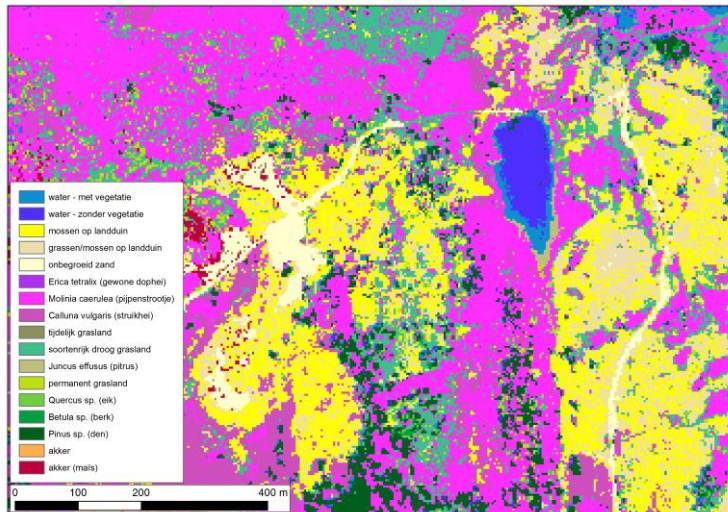 water - met vegetatie
water - zonder vegetatie
mossen op landduin
grassen/mossen op landduin
onbegroeid zand
Erica tetralix (gewone dophei)
Molinia caerulea (pijpenstrootje)
Calluna vulgaris (struikhei)
tijdelijk grasland
soortenrijk droog grasland
Juncus effusus (pitrus)
permanent grasland
Quercus sp. (eik)
Betula sp. (berk)
Pinus sp. (den)
akker
akker (maïs)
0 100 200 400 m